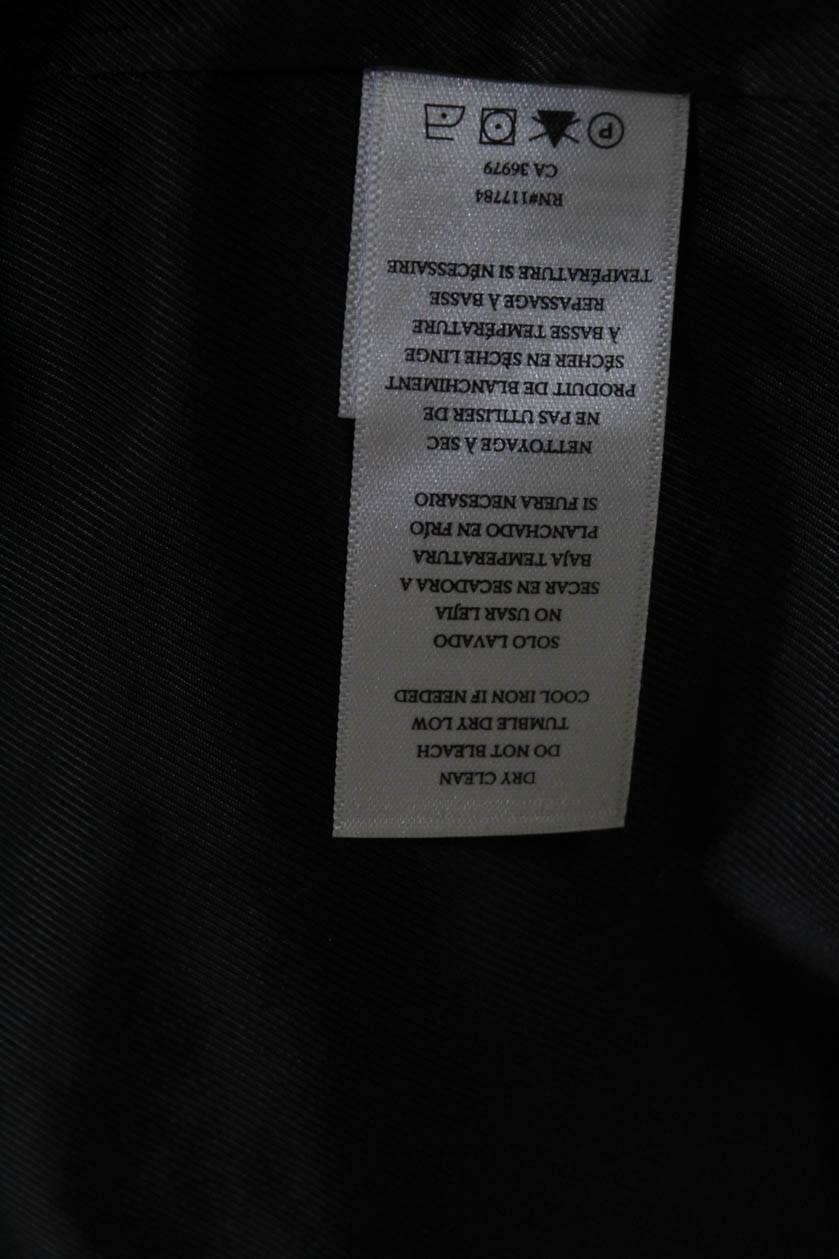 DRY CLEAN
DO NOT BLEACH
TUMBLE DRY LOW
COOL IRON IF NEEDED
SOLO LAVADO
NO USAR LEJIA
SECAR EN SECADORA A
BAJA TEMPERATURA
PLANCHADO EN FRÍO
SI FUERA NECESARIO
NETTOYAGE À SEC
NE PAS UTILISER DE
PRODUIT DE BLANCHIMENT
SÉCHER EN SÈCHE LINGE
À BASSE TEMPÉRATURE
REPASSAGE À BASSE
TEMPÉRATURE SI NÉCESSAIRE
RN#117784
CA 36979
P